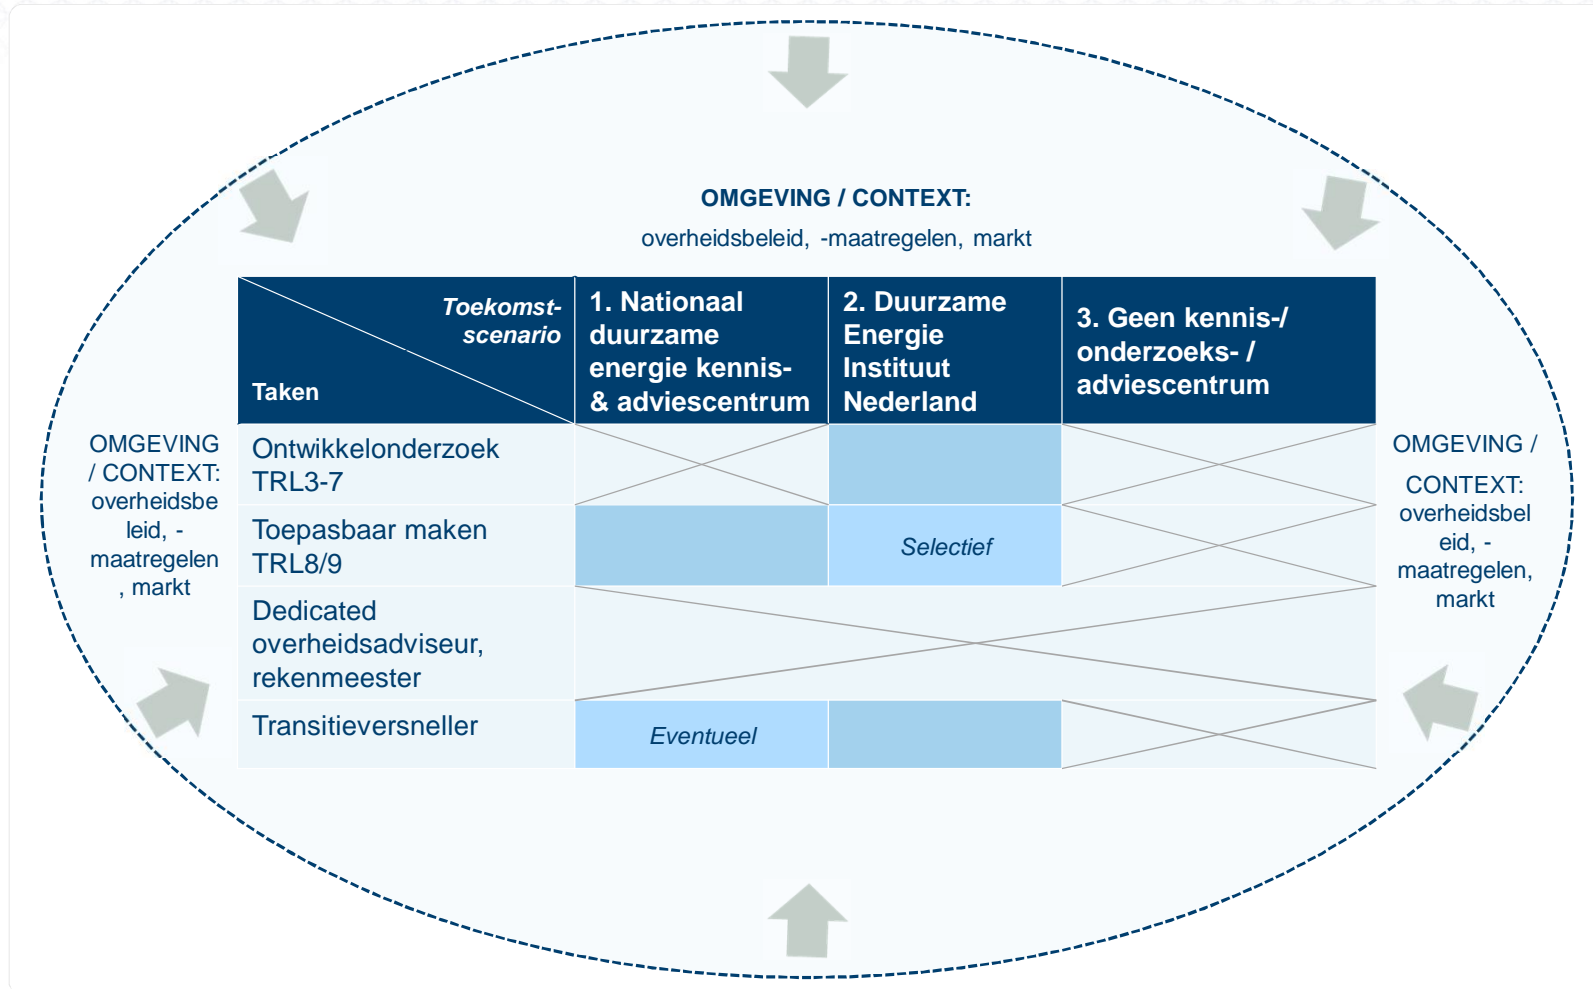 OMGEVING / CONTEXT:
overheidsbeleid, -maatregelen, markt
Toekomst-
scenario
Taken
1. Nationaal
duurzame
energie kennis-
& adviescentrum
2. Duurzame
Energie
Instituut
Nederland
3. Geen kennis-/
onderzoeks- /
adviescentrum
OMGEVING
/ CONTEXT:
overheidsbe
leid, -
maatregelen
, markt
Ontwikkelonderzoek
TRL3-7
Toepasbaar maken
TRL8/9
Selectief
Dedicated
overheidsadviseur,
rekenmeester
Transitieversneller
Eventueel
OMGEVING /
CONTEXT:
overheidsbel
eid, -
maatregelen,
markt